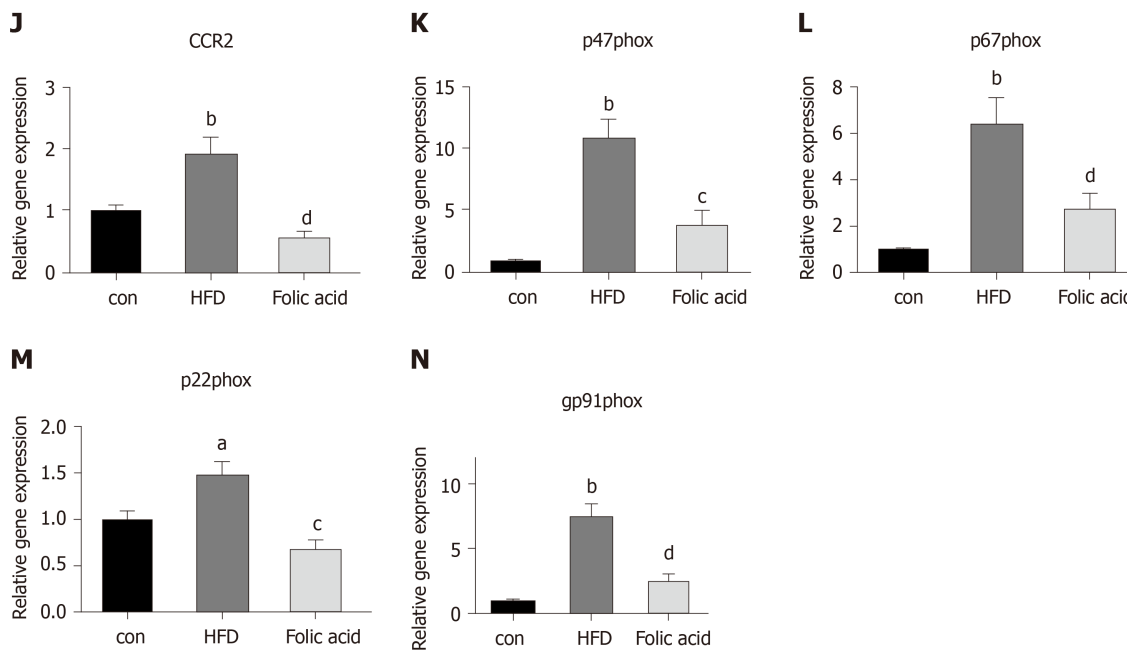 J
CCR2
Relative gene expression
3
2
1
0
b
d
con HFD Folic acid
K
p47phox
Relative gene expression
15
10
5
0
b
c
con HFD Folic acid
L
p67phox
Relative gene expression
8
6
4
2
0
b
d
con HFD Folic acid
M
p22phox
Relative gene expression
2.0
1.5
1.0
0.5
0.0
a
c
con HFD Folic acid
N
gp91phox
Relative gene expression
10
5
0
b
d
con HFD Folic acid